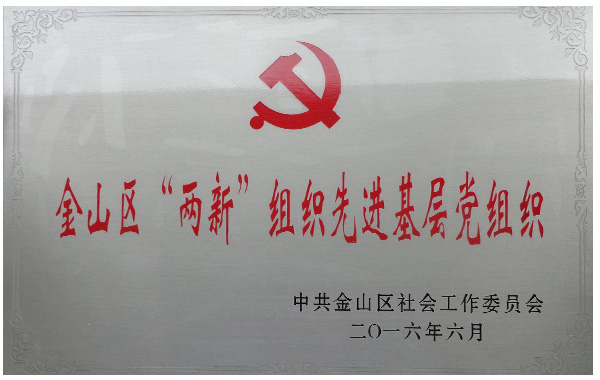 金山区“两新”组织先进基层党组织
中共金山区社会工作委员会
二〇一六年六月